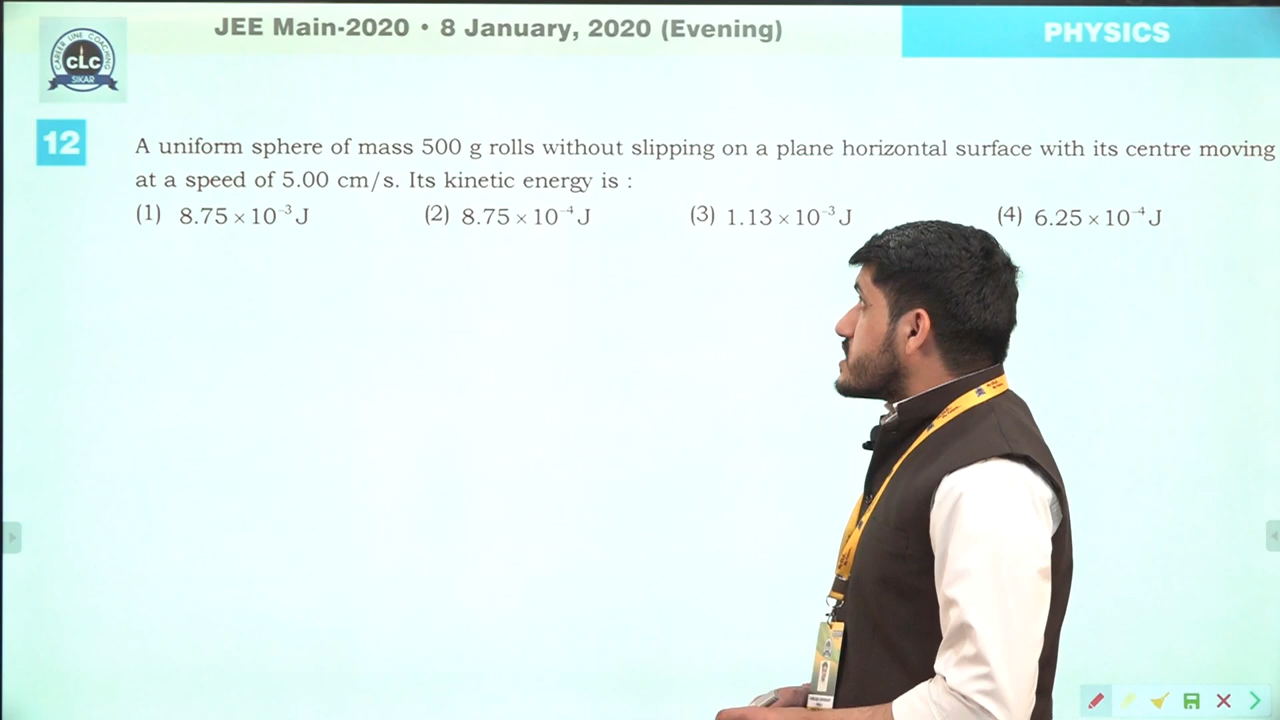 JEE Main-2020 • 8 January, 2020 (Evening)
PHYSICS
CAREER LINE COACHING
CLC
SIKAR
12
A uniform sphere of mass 500 g rolls without slipping on a plane horizontal surface with its centre moving
at a speed of 5.00 cm/s. Its kinetic energy is :
(1) 8.75 × 10⁻³ J (2) 8.75 × 10⁻⁴ J (3) 1.13 × 10⁻³ J (4) 6.25 × 10⁻⁴ J